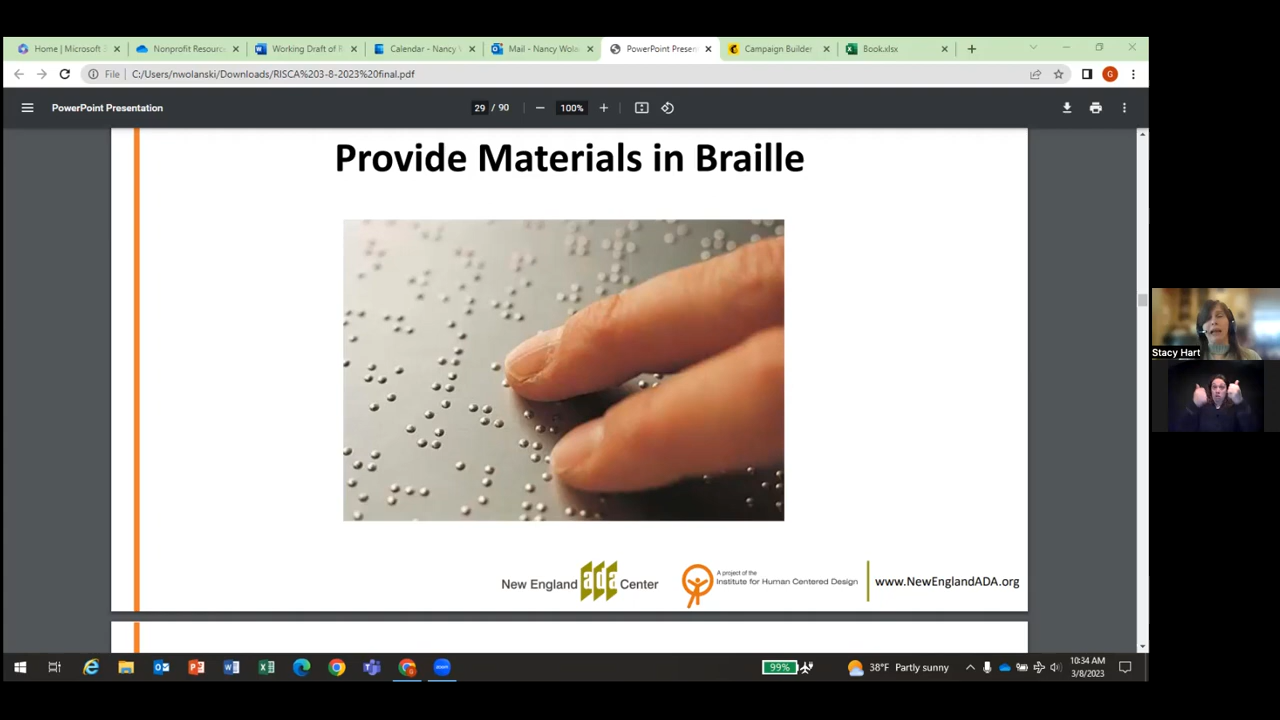 Home | Microsoft
Nonprofit Resourc
Working Draft of R
Calendar - Nancy
Mail - Nancy Wola
PowerPoint Presen
Campaign Builder
Book.xlsx
File C:/Users/nwolanski/Downloads/RISCA%203-8-2023%20final.pdf
G
PowerPoint Presentation
29 / 90
100%
Provide Materials in Braille
Stacy Hart
New England ada Center
A project of the
Institute for Human Centered Design
www.NewEnglandADA.org
99%
38°F Partly sunny
10:34 AM
3/8/2023